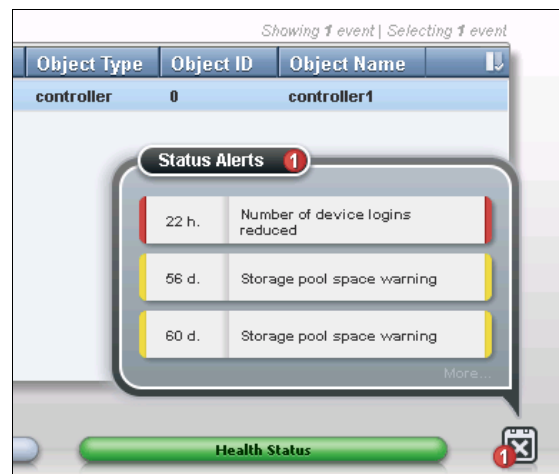 Showing 1 event | Selecting 1 event
Object Type Object ID Object Name
controller 0 controller1
Status Alerts 1
22 h. Number of device logins
reduced
56 d. Storage pool space warning
60 d. Storage pool space warning
More...
Health Status
1